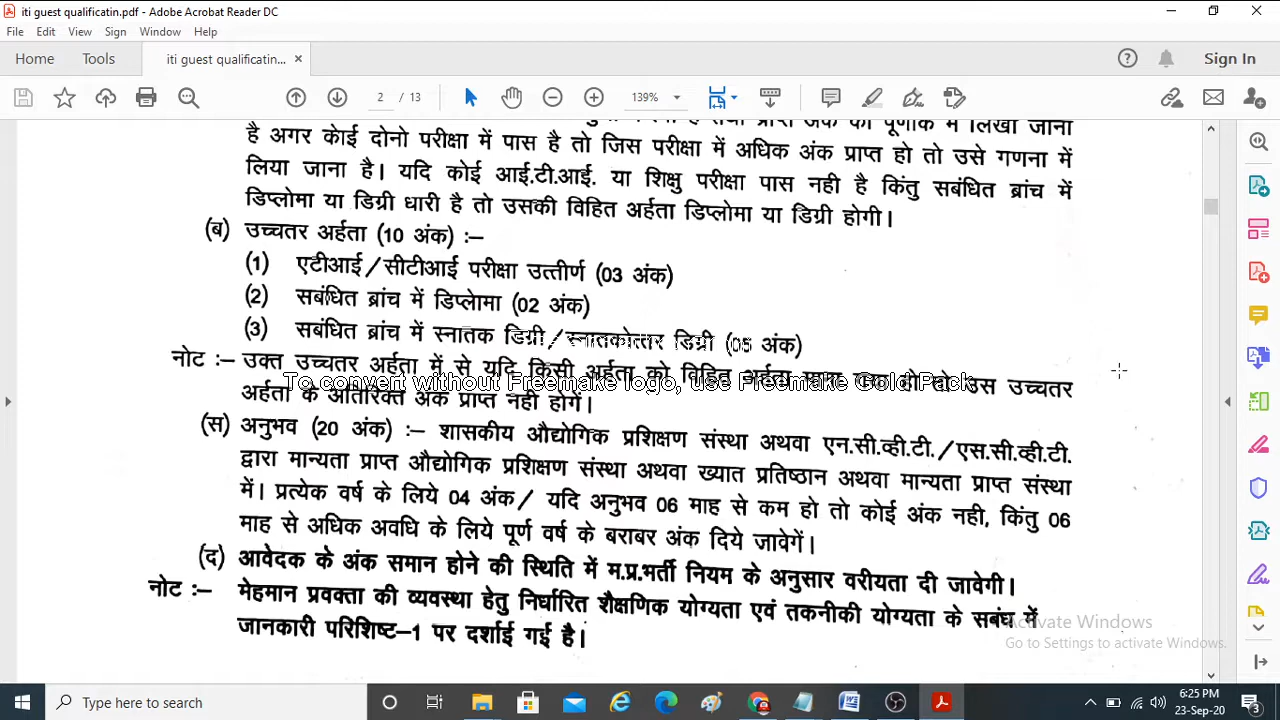 iti guest qualificatin.pdf - Adobe Acrobat Reader DC
File Edit View Sign Window Help
Home Tools iti guest qualificatin... × Sign In
2 / 13 139%
है अगर कोई दोनो परीक्षा में पास है तो जिस परीक्षा में अधिक अंक प्राप्त हो तो उसे गणना में
लिया जाना है। यदि कोई आई.टी.आई. या शिक्षु परीक्षा पास नही है किंतु सबंधित ब्रांच में
डिप्लोमा या डिग्री धारी है तो उसकी विहित अर्हता डिप्लोमा या डिग्री होगी।
(ब) उच्चतर अर्हता (10 अंक) :–
(1) एटीआई/सीटीआई परीक्षा उत्तीर्ण (03 अंक)
(2) सबंधित ब्रांच में डिप्लोमा (02 अंक)
(3) सबंधित ब्रांच में स्नातक डिग्री/स्नातकोत्तर डिग्री (05 अंक)
नोट :– उक्त उच्चतर अर्हता में से यदि किसी अर्हता को विहित अर्हता उस उच्चतर
To convert without Freemake logo, use Freemake Gold Pack
अर्हता के अतिरिक्त अंक प्राप्त नही होगें।
(स) अनुभव (20 अंक) :– शासकीय औद्योगिक प्रशिक्षण संस्था अथवा एन.सी.व्ही.टी./एस.सी.व्ही.टी.
द्वारा मान्यता प्राप्त औद्योगिक प्रशिक्षण संस्था अथवा ख्यात प्रतिष्ठान अथवा मान्यता प्राप्त संस्था
में। प्रत्येक वर्ष के लिये 04 अंक/ यदि अनुभव 06 माह से कम हो तो कोई अंक नही, किंतु 06
माह से अधिक अवधि के लिये पूर्ण वर्ष के बराबर अंक दिये जावेगें।
(द) आवेदक के अंक समान होने की स्थिति में म.प्र.भर्ती नियम के अनुसार वरीयता दी जावेगी।
नोट :– मेहमान प्रवक्ता की व्यवस्था हेतु निर्धारित शैक्षणिक योग्यता एवं तकनीकी योग्यता के सबंध में
जानकारी परिशिष्ट–1 पर दर्शाई गई है।
Activate Windows
Go to Settings to activate Windows.
Type here to search
6:25 PM
23-Sep-20
3